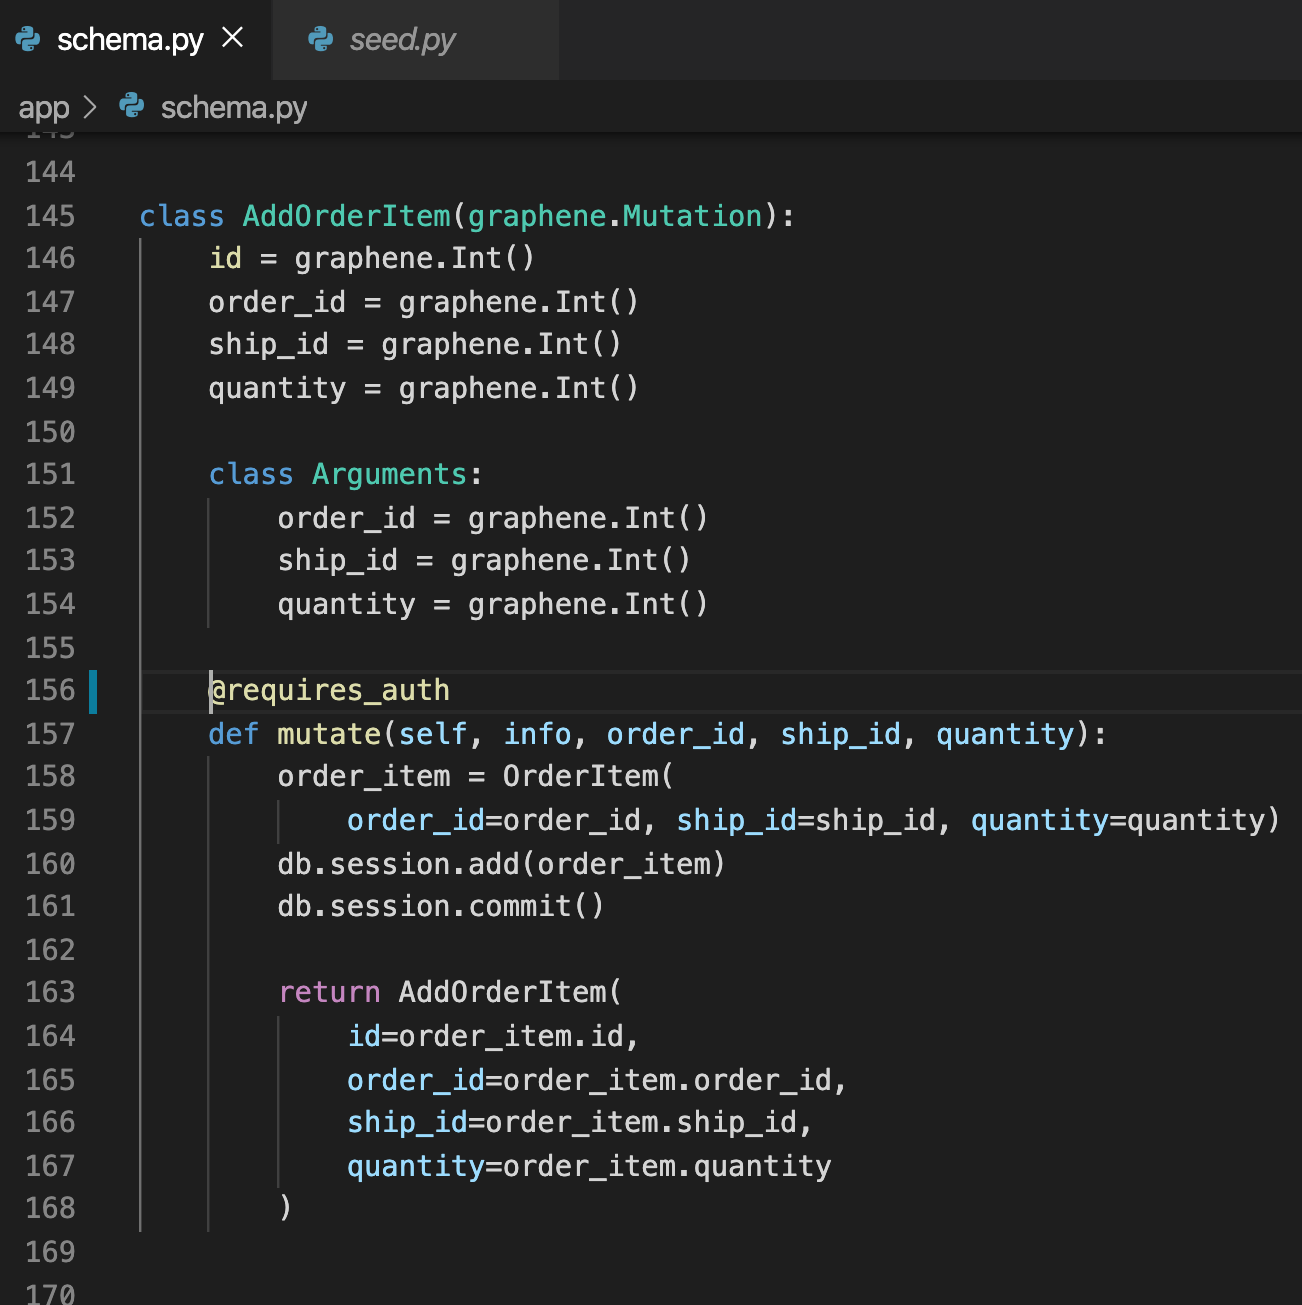 schema.py seed.py
app > schema.py
144
145 class AddOrderItem(graphene.Mutation):
146     id = graphene.Int()
147     order_id = graphene.Int()
148     ship_id = graphene.Int()
149     quantity = graphene.Int()
150
151     class Arguments:
152         order_id = graphene.Int()
153         ship_id = graphene.Int()
154         quantity = graphene.Int()
155
156     @requires_auth
157     def mutate(self, info, order_id, ship_id, quantity):
158         order_item = OrderItem(
159             order_id=order_id, ship_id=ship_id, quantity=quantity)
160         db.session.add(order_item)
161         db.session.commit()
162
163         return AddOrderItem(
164             id=order_item.id,
165             order_id=order_item.order_id,
166             ship_id=order_item.ship_id,
167             quantity=order_item.quantity
168         )
169
170